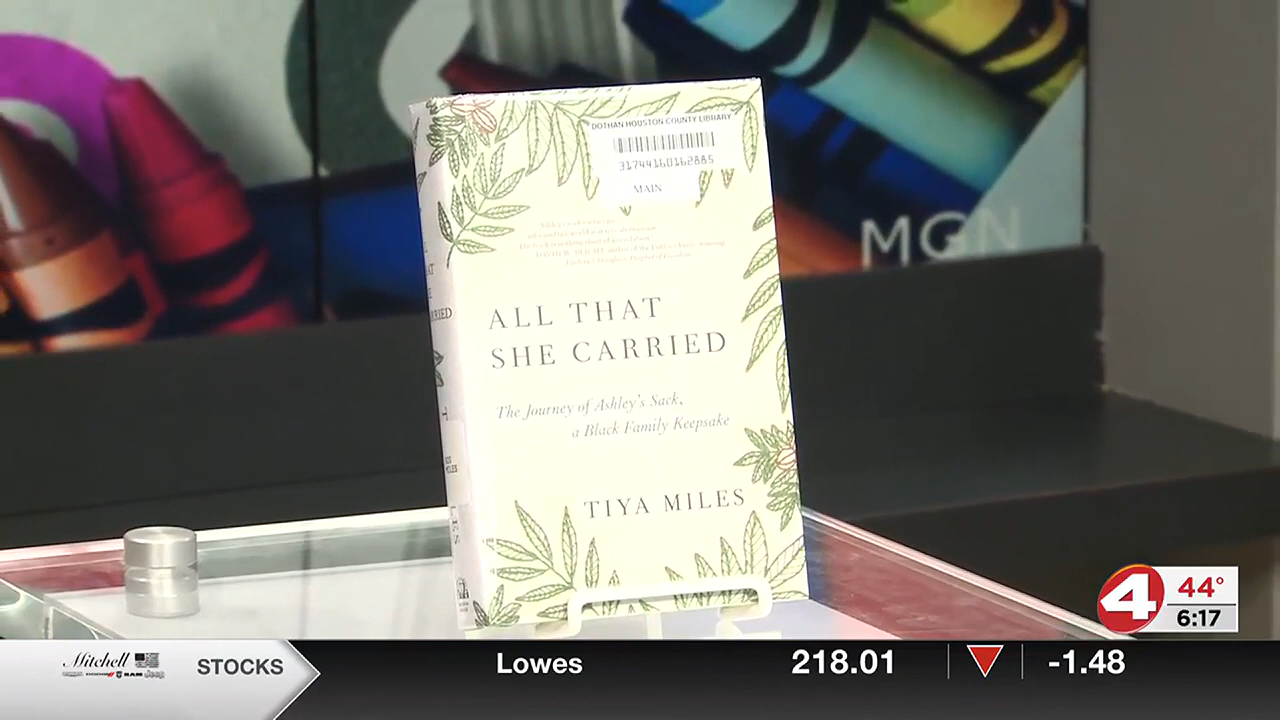 DOTHAN HOUSTON COUNTY LIBRARY
31744160162885
MAIN
MGN
ALL THAT
SHE CARRIED
The Journey of Ashley's Sack,
a Black Family Keepsake
TIYA MILES
4
44°
6:17
Mitchell
STOCKS
Lowes
218.01
-1.48